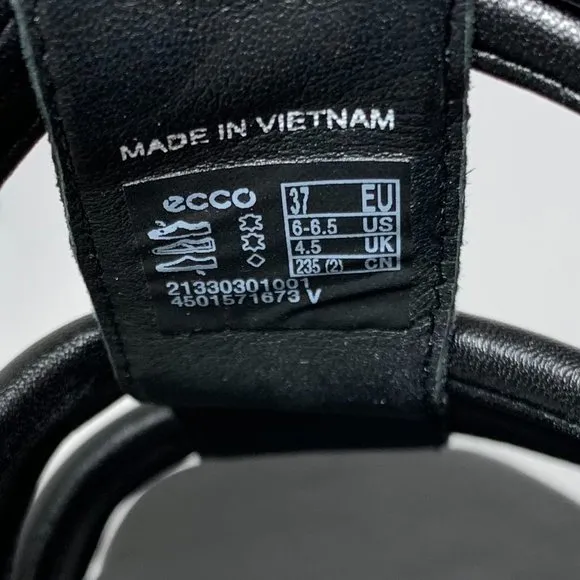 MADE IN VIETNAM
ecco
37 EU
6-6.5 US
4.5 UK
235 (2) CN
21330301001
4501571673 V